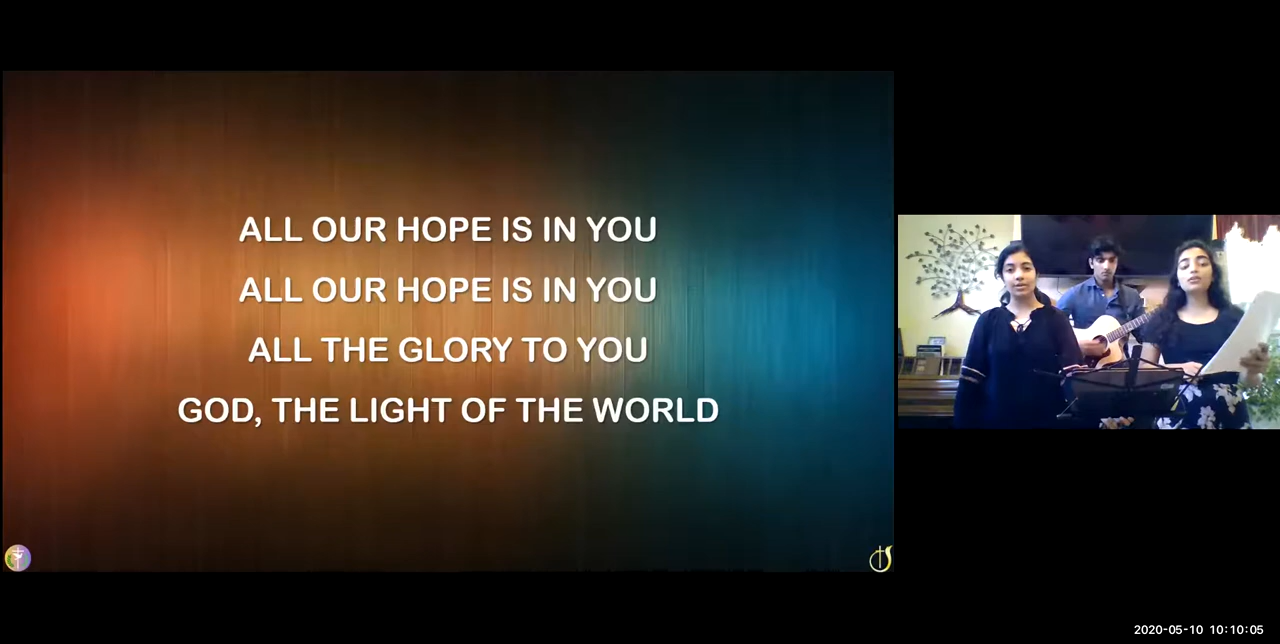 ALL OUR HOPE IS IN YOU
ALL OUR HOPE IS IN YOU
ALL THE GLORY TO YOU
GOD, THE LIGHT OF THE WORLD
2020-05-10 10:10:05